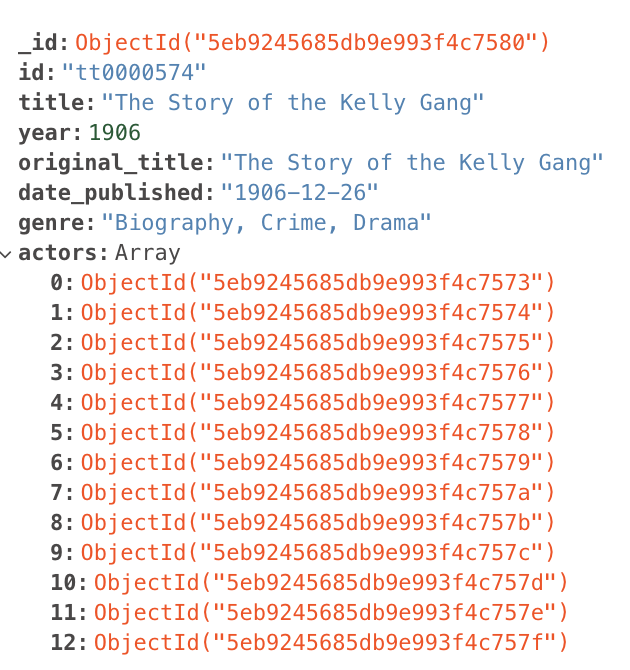 _id: ObjectId("5eb9245685db9e993f4c7580")
id: "tt0000574"
title: "The Story of the Kelly Gang"
year: 1906
original_title: "The Story of the Kelly Gang"
date_published: "1906-12-26"
genre: "Biography, Crime, Drama"
actors: Array
0: ObjectId("5eb9245685db9e993f4c7573")
1: ObjectId("5eb9245685db9e993f4c7574")
2: ObjectId("5eb9245685db9e993f4c7575")
3: ObjectId("5eb9245685db9e993f4c7576")
4: ObjectId("5eb9245685db9e993f4c7577")
5: ObjectId("5eb9245685db9e993f4c7578")
6: ObjectId("5eb9245685db9e993f4c7579")
7: ObjectId("5eb9245685db9e993f4c757a")
8: ObjectId("5eb9245685db9e993f4c757b")
9: ObjectId("5eb9245685db9e993f4c757c")
10: ObjectId("5eb9245685db9e993f4c757d")
11: ObjectId("5eb9245685db9e993f4c757e")
12: ObjectId("5eb9245685db9e993f4c757f")